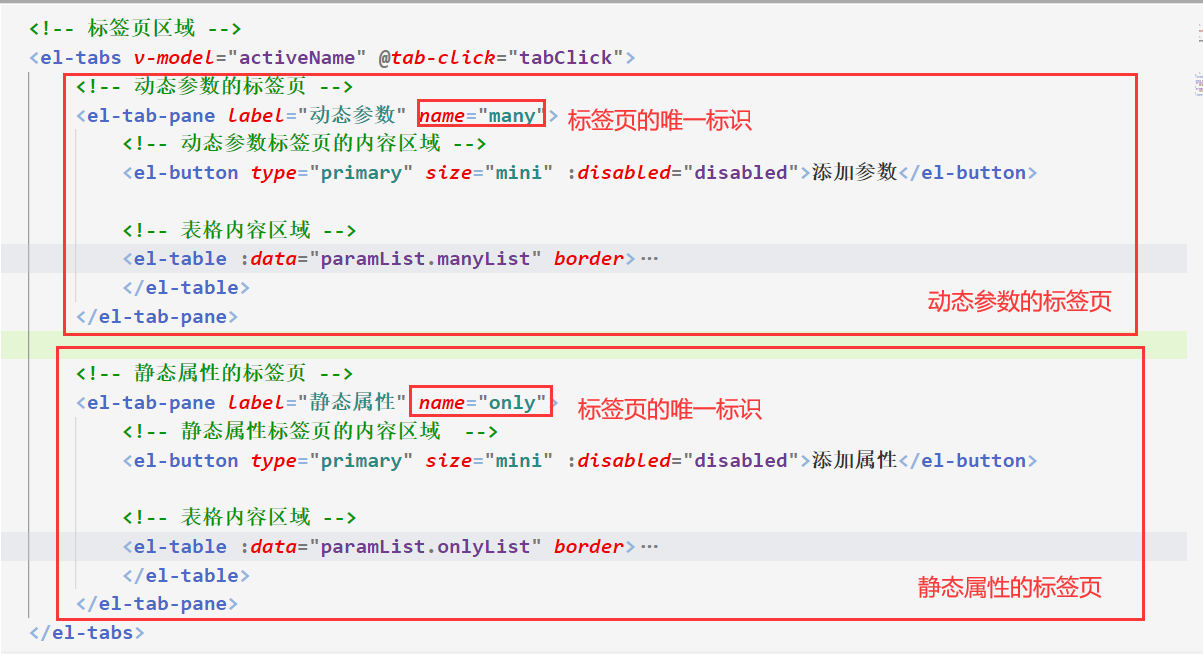 <!-- 标签页区域 -->
<el-tabs v-model="activeName" @tab-click="tabClick">
<!-- 动态参数的标签页 -->
<el-tab-pane label="动态参数" name="many"> 标签页的唯一标识
<!-- 动态参数标签页的内容区域 -->
<el-button type="primary" size="mini" :disabled="disabled">添加参数</el-button>
<!-- 表格内容区域 -->
<el-table :data="paramList.manyList" border>···
</el-table>
动态参数的标签页
</el-tab-pane>
<!-- 静态属性的标签页 -->
<el-tab-pane label="静态属性" name="only"> 标签页的唯一标识
<!-- 静态属性标签页的内容区域  -->
<el-button type="primary" size="mini" :disabled="disabled">添加属性</el-button>
<!-- 表格内容区域 -->
<el-table :data="paramList.onlyList" border>···
</el-table>
静态属性的标签页
</el-tab-pane>
</el-tabs>